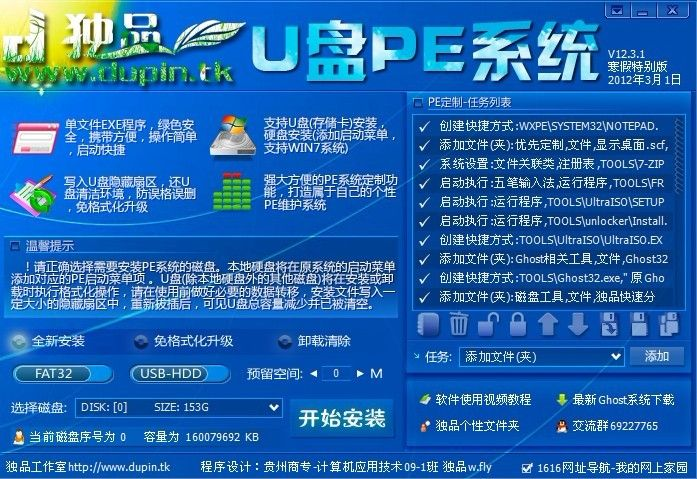 独品
www.dupin.tk
U盘PE系统
V12.3.1
寒假特别版
2012年3月1日
单文件EXE程序，绿色安
全，携带方便，操作简单
，启动快捷
支持U盘(存储卡)安装，
硬盘安装(添加启动菜单，
支持WIN7系统)
写入U盘隐藏扇区，还U
盘清洁环境，防误格误删
，免格式化升级
强大方便的PE系统定制功
能，打造属于自己的个性
PE维护系统
温馨提示
！请正确选择需要安装PE系统的磁盘。本地硬盘将在原系统的启动菜单
添加对应的PE启动菜单项。U盘(除本地硬盘外的其他磁盘)将在安装或卸
载时执行格式化操作，请在使用前做好必要的数据转移，安装文件写入一
定大小的隐藏扇区中，重新拔插后，可见U盘总容量减少并已被清空。
全新安装
免格式化升级
卸载清除
FAT32
USB-HDD
预留空间:
0
M
选择磁盘:
DISK: [0] SIZE: 153G
开始安装
当前磁盘序号为 0 容量为 160079692 KB
PE定制-任务列表
创建快捷方式:WXPE\SYSTEM32\NOTEPAD.
添加文件(夹):优先定制,文件,显示桌面.scf,
系统设置:文件关联类,注册表,TOOLS\7-ZIP
启动执行:五笔输入法,运行程序,TOOLS\FR
启动执行:运行程序,TOOLS\UltraISO\SETUP
启动执行:运行程序,TOOLS\unlocker\Install.
创建快捷方式:TOOLS\UltraISO\UltraISO.EX
添加文件(夹):Ghost相关工具,文件,Ghost32
创建快捷方式:TOOLS\Ghost32.exe," 原 Gho
添加文件(夹):磁盘工具,文件,独品快速分
任务:
添加文件(夹)
添加
软件使用视频教程
最新Ghost系统下载
独品个性文件夹
交流群69227765
独品工作室http://www.dupin.tk
程序设计：贵州商专-计算机应用技术09-1班 独品w.fly
1616网址导航-我的网上家园